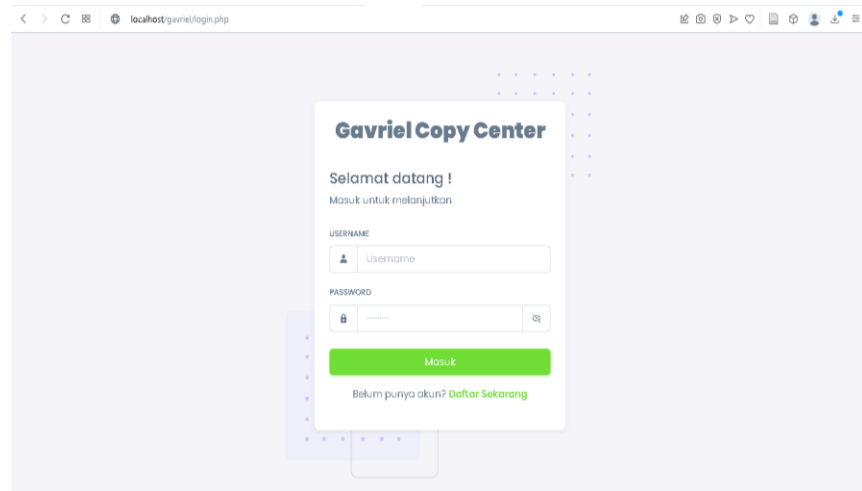 localhost/gavriel/login.php
Gavriel Copy Center
Selamat datang !
Masuk untuk melanjutkan
USERNAME
Username
PASSWORD
Masuk
Belum punya akun? Daftar Sekarang